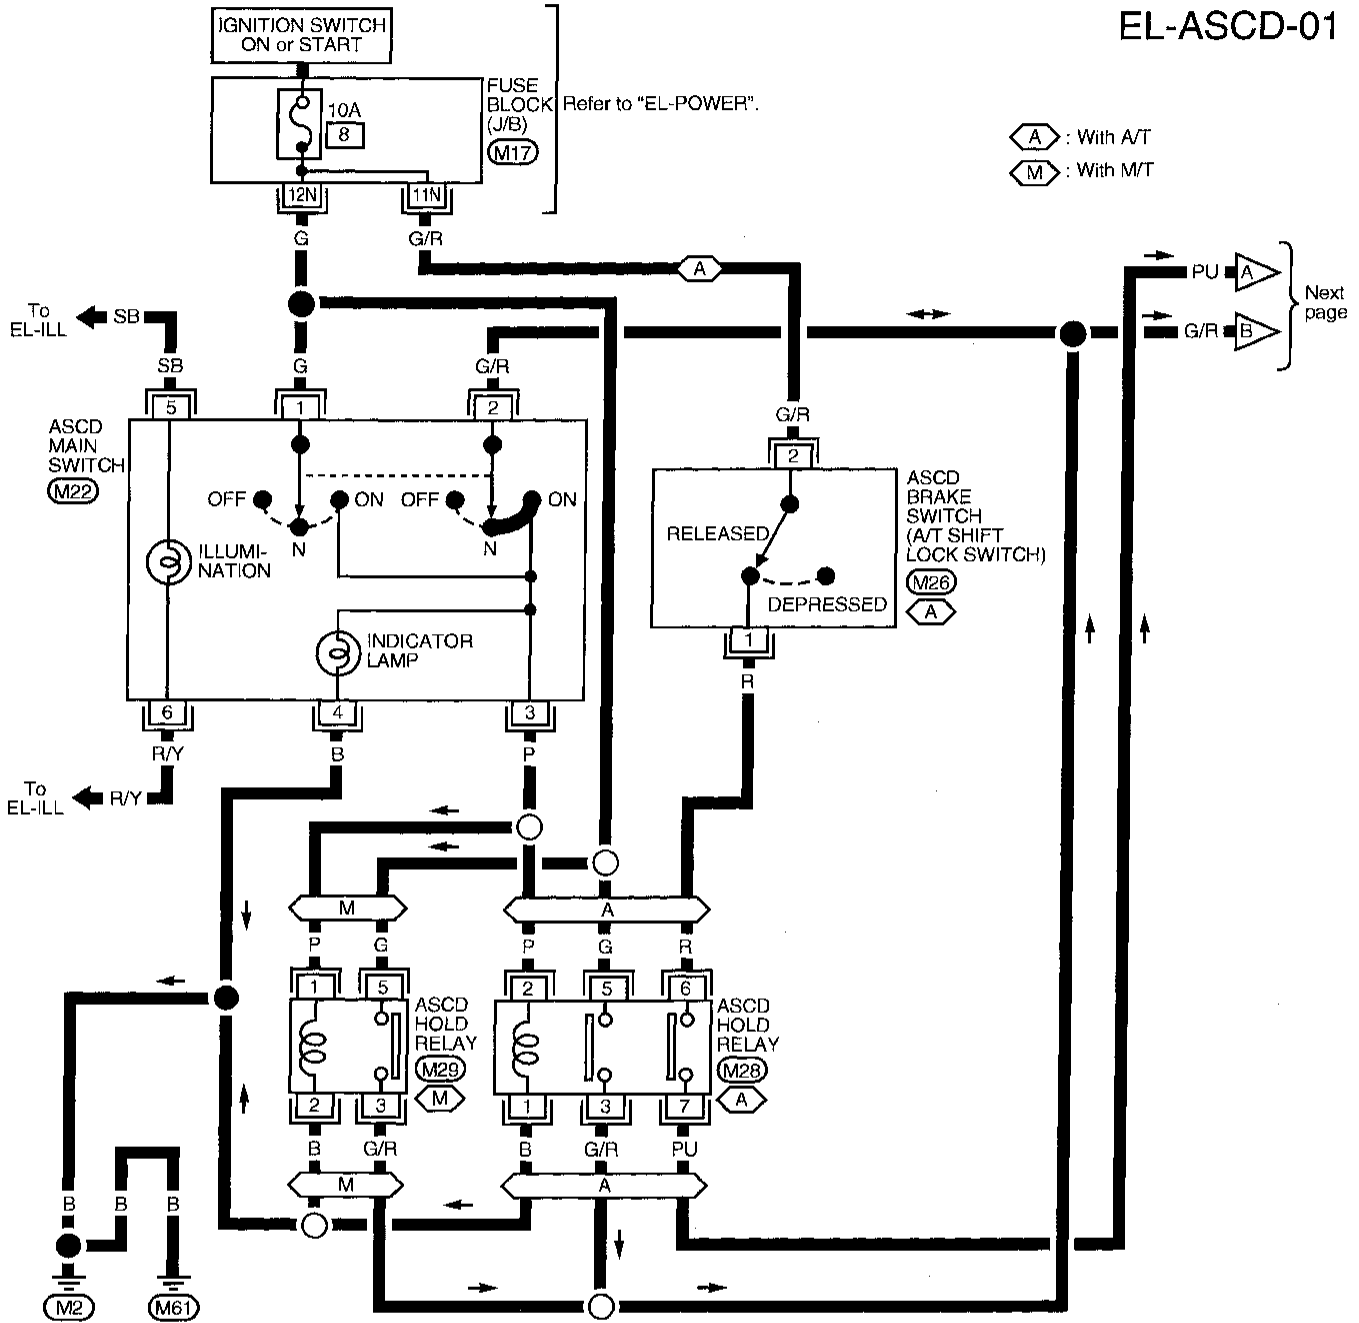 EL-ASCD-01
IGNITION SWITCH
ON or START
FUSE
BLOCK
(J/B)
M17
Refer to "EL-POWER".
10A
8
12N
11N
A : With A/T
M : With M/T
G
G/R
A
PU
A
G/R
B
Next
page
To
EL-ILL
SB
SB
G
G/R
G/R
5
1
2
2
ASCD
MAIN
SWITCH
M22
OFF
ON
OFF
ON
N
N
ILLUMI-
NATION
INDICATOR
LAMP
RELEASED
DEPRESSED
ASCD
BRAKE
SWITCH
(A/T SHIFT
LOCK SWITCH)
M26
A
1
R
6
4
3
R/Y
B
P
To
EL-ILL
R/Y
M
A
P
G
P
G
R
1
5
2
5
6
ASCD
HOLD
RELAY
M29
M
ASCD
HOLD
RELAY
M28
A
2
3
1
3
7
B
G/R
B
G/R
PU
M
A
B
B
B
M2
M61